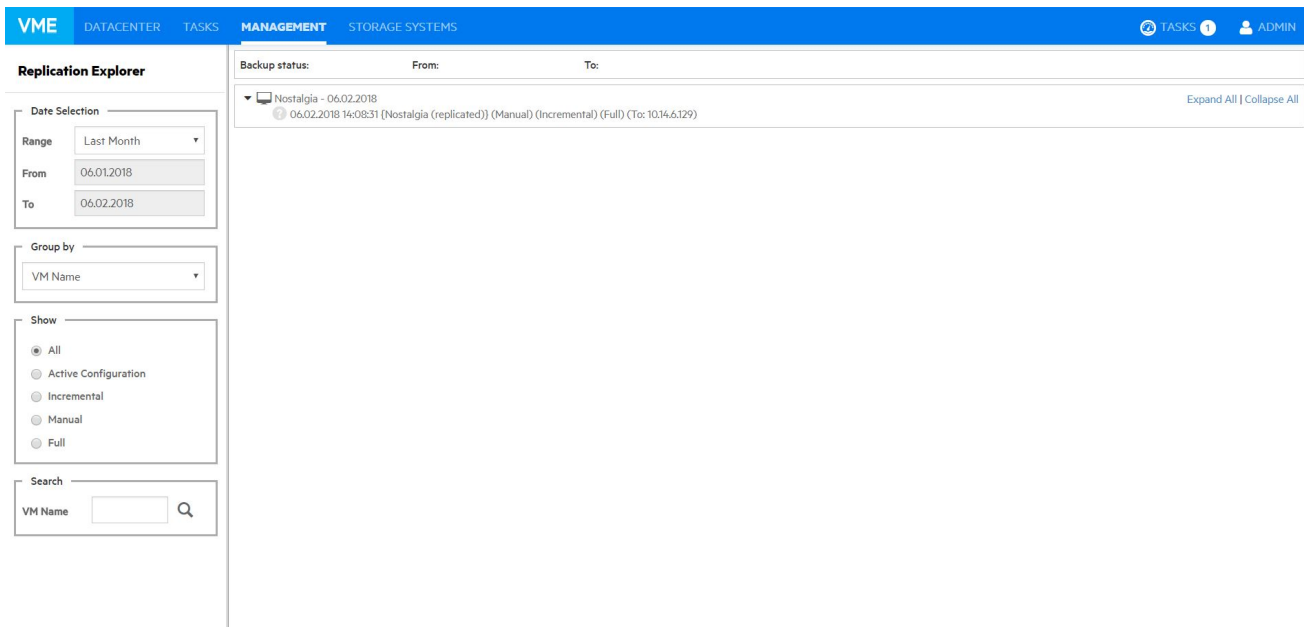 VME DATACENTER TASKS MANAGEMENT STORAGE SYSTEMS TASKS 1 ADMIN
Replication Explorer
Date Selection
Range Last Month
From 06.01.2018
To 06.02.2018
Group by
VM Name
Show
All
Active Configuration
Incremental
Manual
Full
Search
VM Name
Backup status: From: To:
Nostalgia - 06.02.2018 Expand All | Collapse All
? 06.02.2018 14:08:31 {Nostalgia (replicated)} (Manual) (Incremental) (Full) (To: 10.14.6.129)